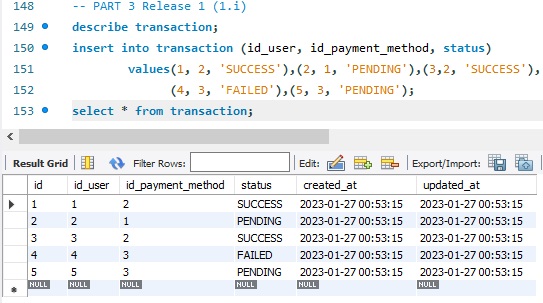 148 -- PART 3 Release 1 (1.i)
149 describe transaction;
150 insert into transaction (id_user, id_payment_method, status)
151 values(1, 2, 'SUCCESS'),(2, 1, 'PENDING'),(3,2, 'SUCCESS'),
152 (4, 3, 'FAILED'),(5, 3, 'PENDING');
153 select * from transaction;
Result Grid Filter Rows: Edit: Export/Import:
id id_user id_payment_method status created_at updated_at
1 1 2 SUCCESS 2023-01-27 00:53:15 2023-01-27 00:53:15
2 2 1 PENDING 2023-01-27 00:53:15 2023-01-27 00:53:15
3 3 2 SUCCESS 2023-01-27 00:53:15 2023-01-27 00:53:15
4 4 3 FAILED 2023-01-27 00:53:15 2023-01-27 00:53:15
5 5 3 PENDING 2023-01-27 00:53:15 2023-01-27 00:53:15
NULL NULL NULL NULL NULL NULL